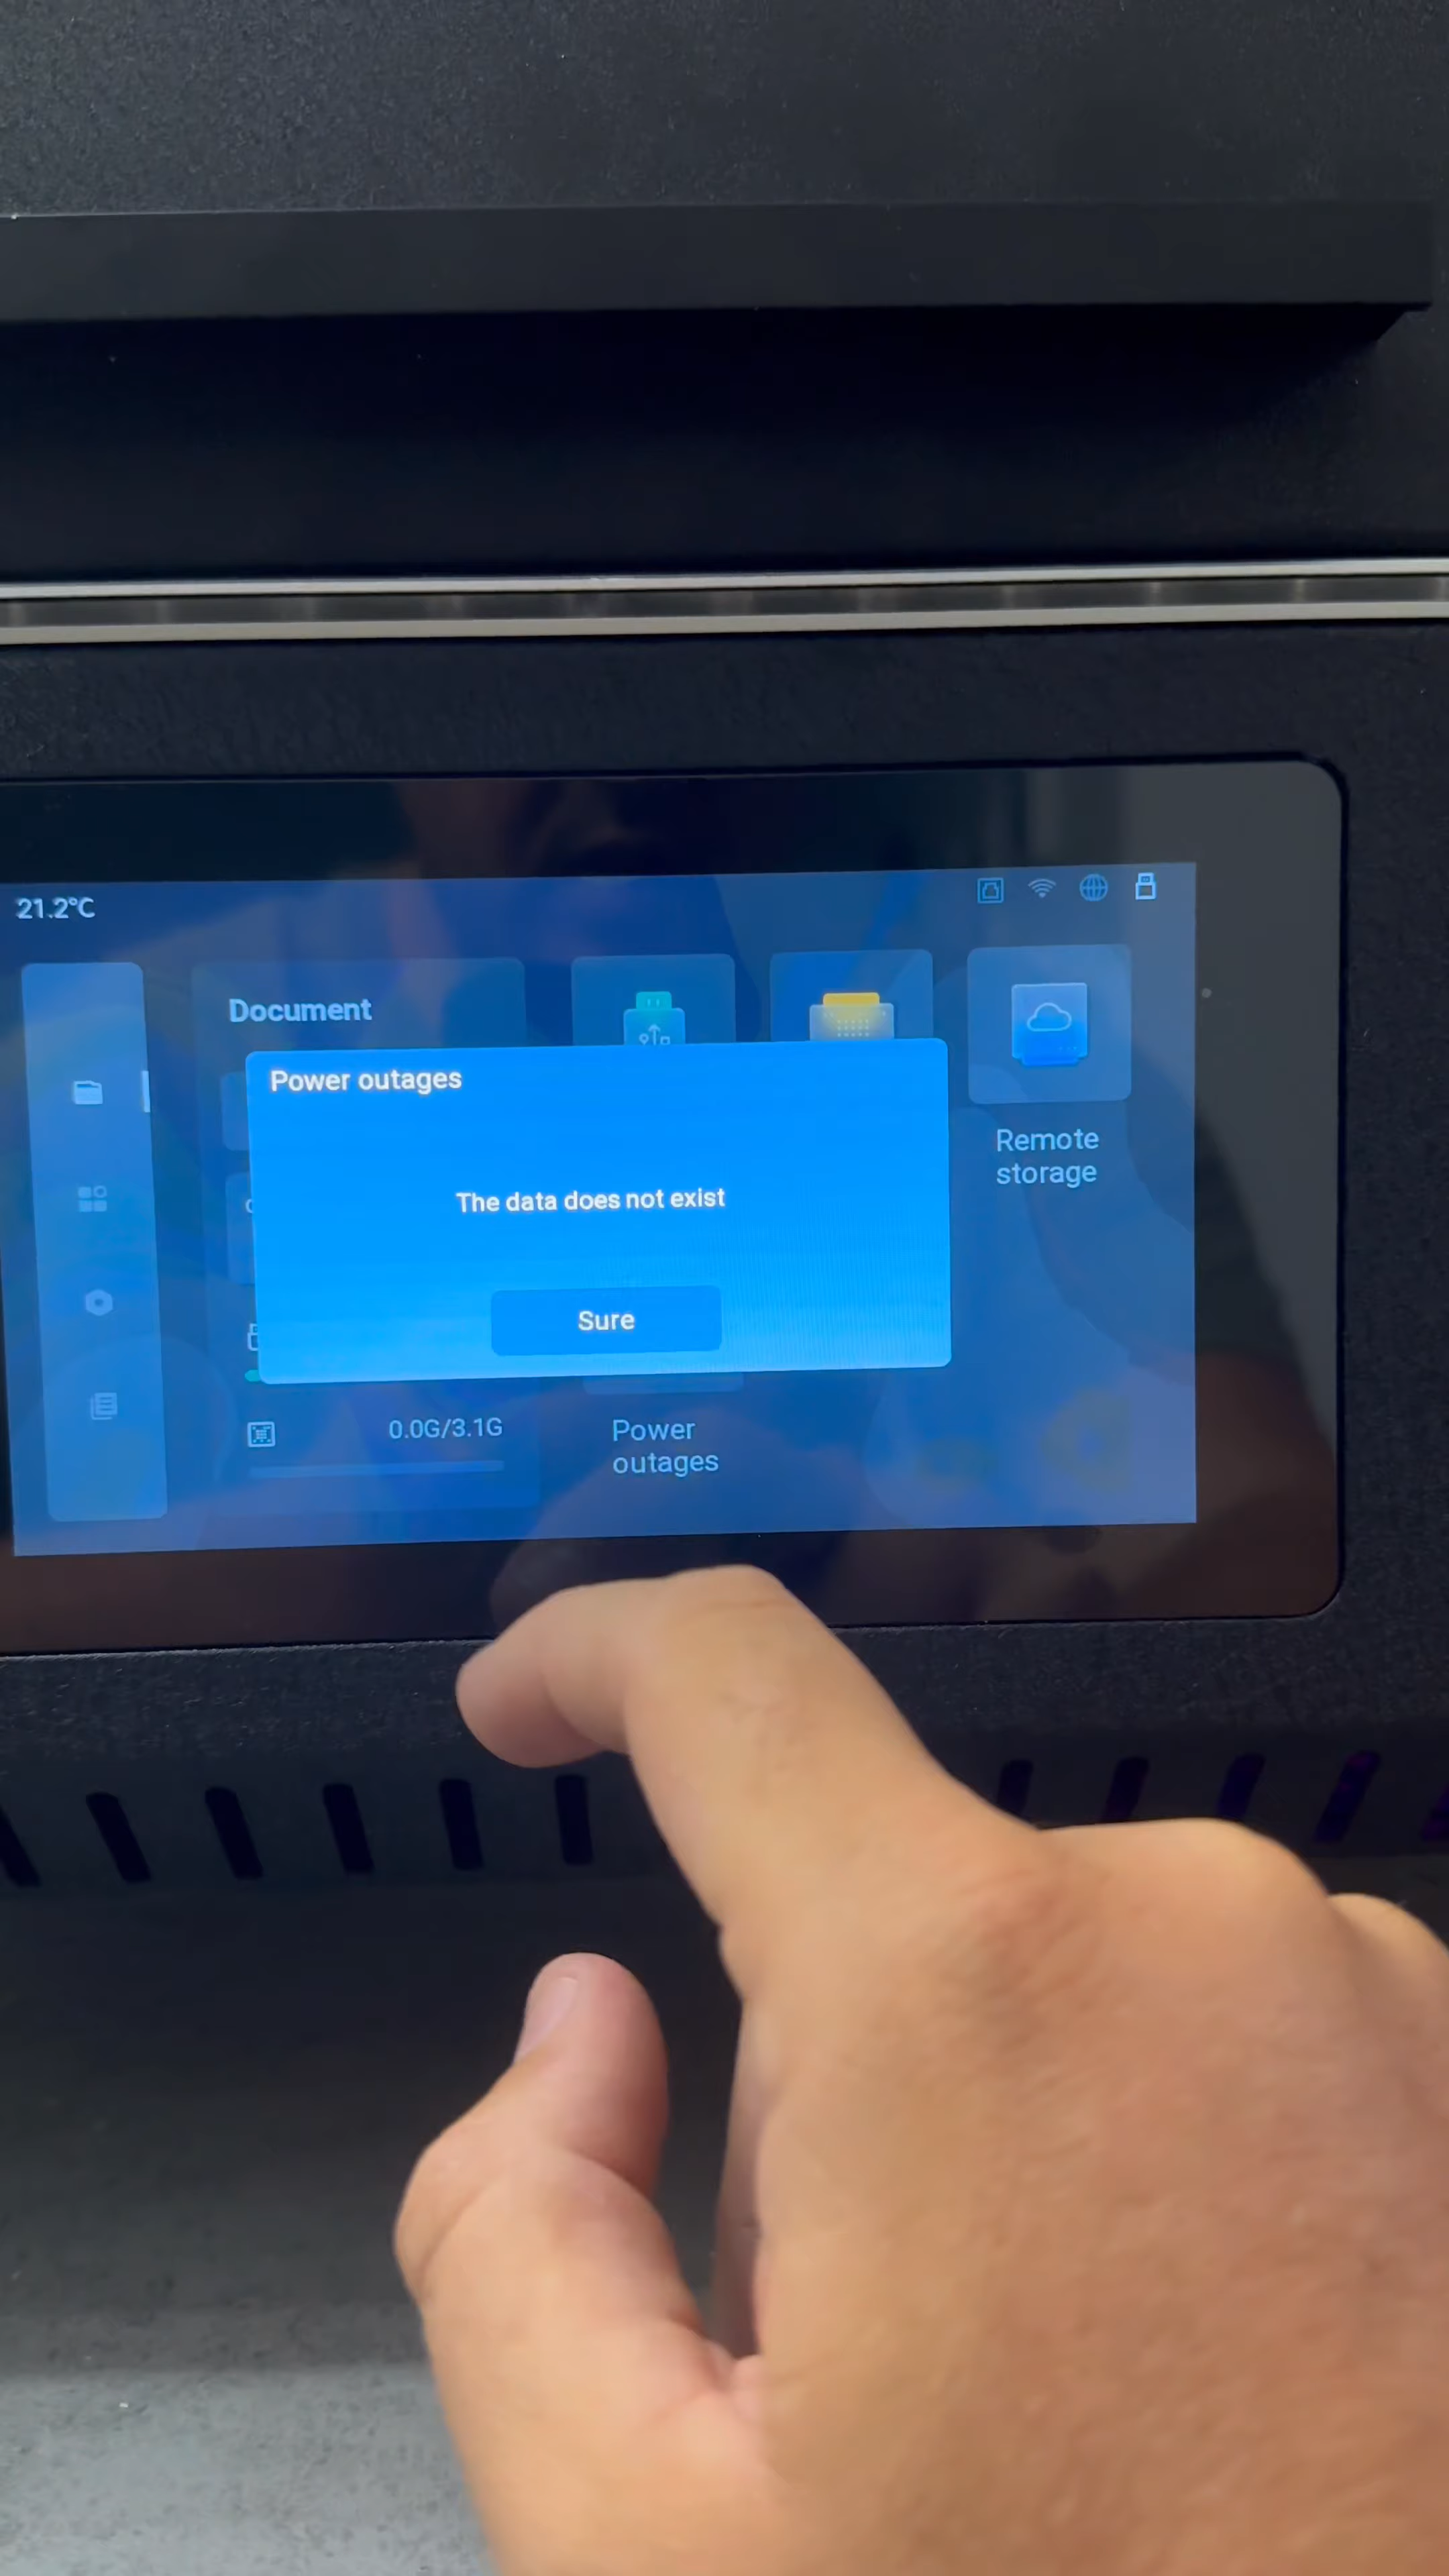 21.2°C
Document
Power outages
The data does not exist
Sure
Remote
storage
0.0G/3.1G
Power
outages